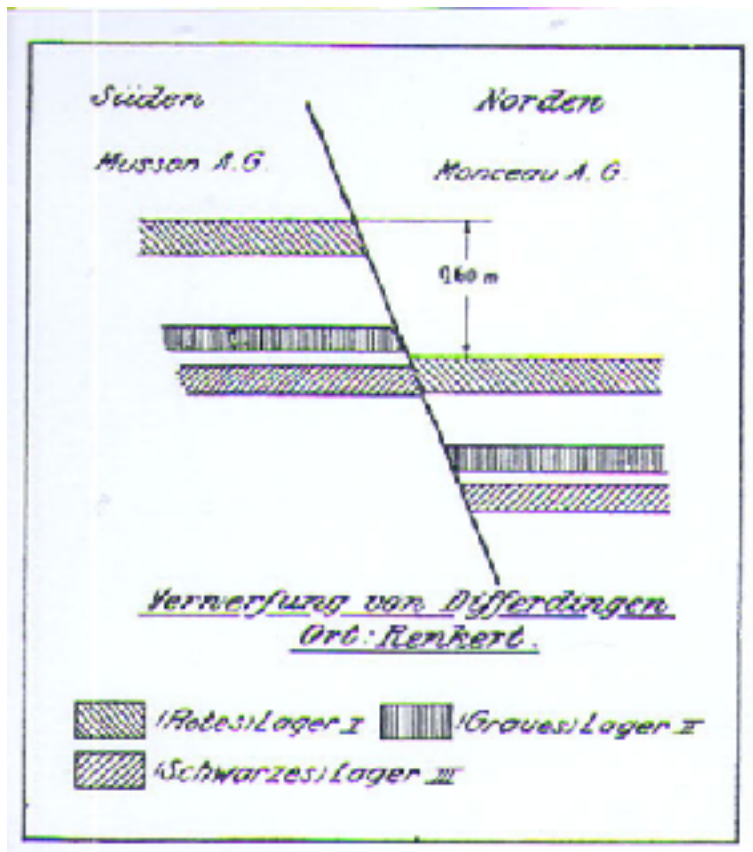 Süden Norden
Musson A.G. Monceau A.G.
Verwerfung von Differdingen
Ort: Renkert.
(Rotes) Lager I (Graues) Lager II
(Schwarzes) Lager III